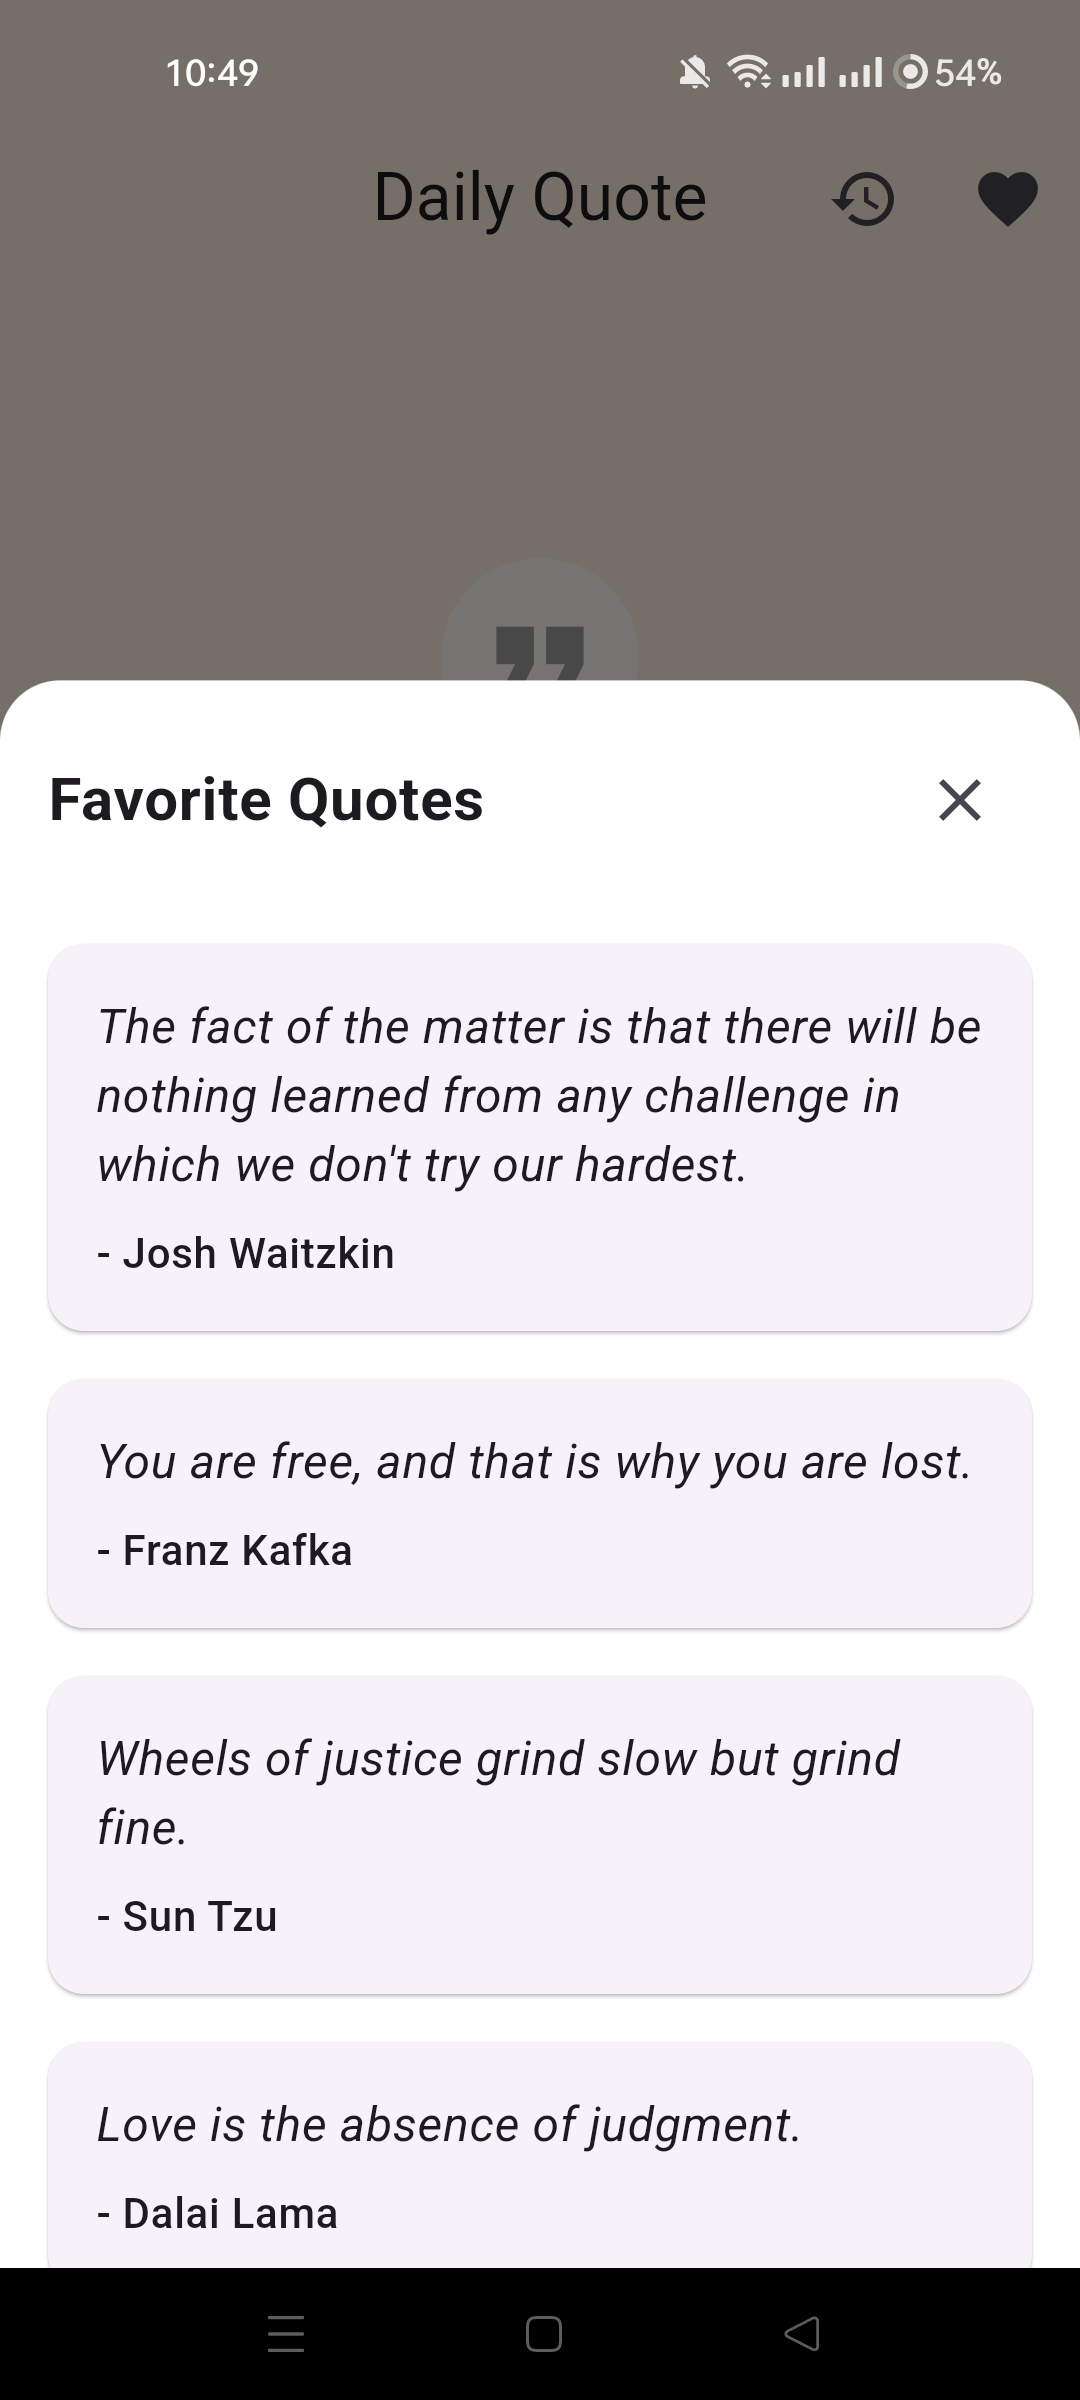 10:49
54%
Daily Quote
Favorite Quotes
The fact of the matter is that there will be
nothing learned from any challenge in
which we don't try our hardest.
- Josh Waitzkin
You are free, and that is why you are lost.
- Franz Kafka
Wheels of justice grind slow but grind
fine.
- Sun Tzu
Love is the absence of judgment.
- Dalai Lama